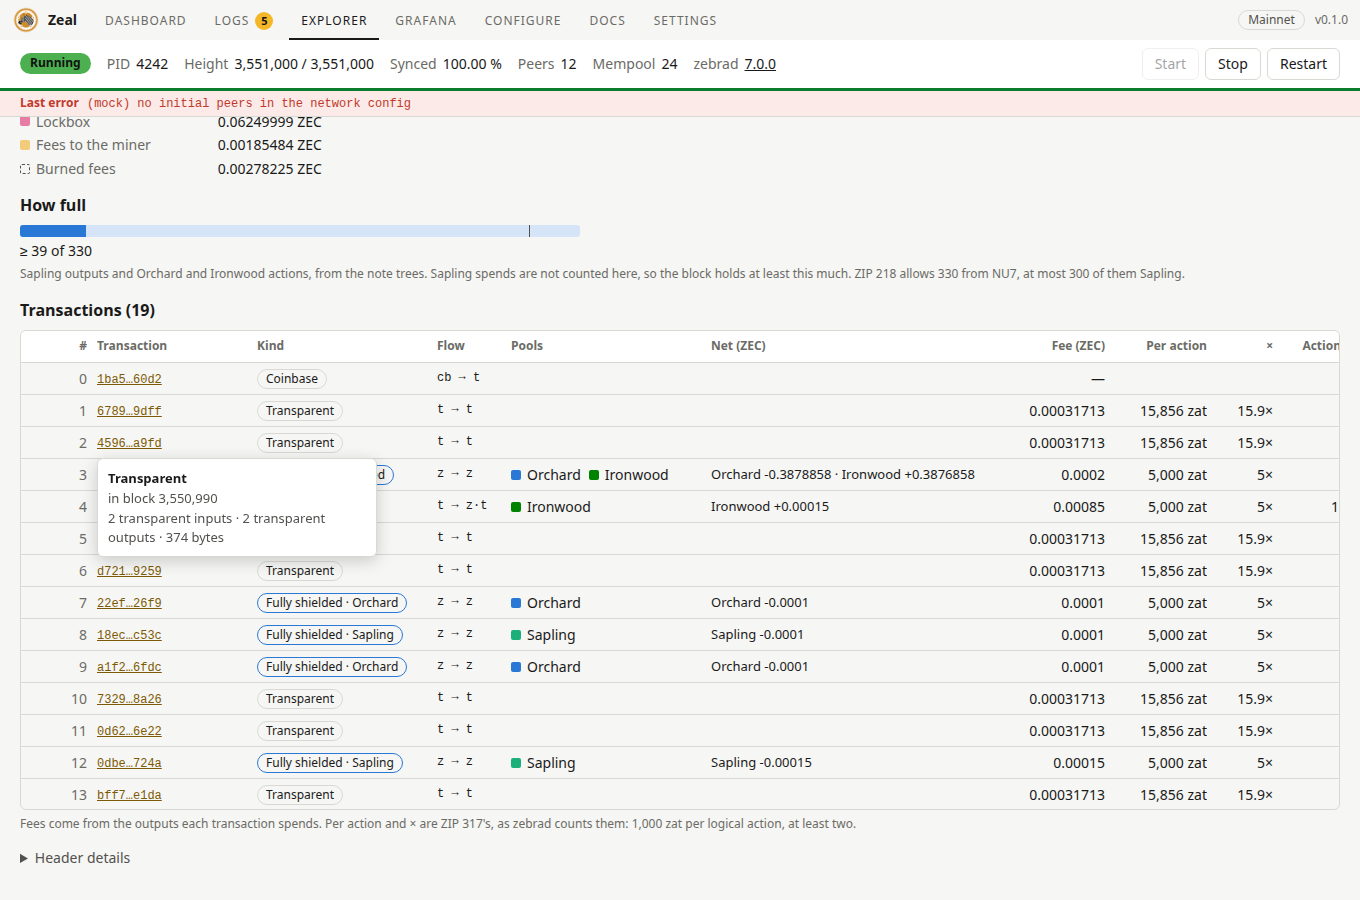 Zeal DASHBOARD LOGS 5 EXPLORER GRAFANA CONFIGURE DOCS SETTINGS Mainnet v0.1.0
Running PID 4242 Height 3,551,000 / 3,551,000 Synced 100.00 % Peers 12 Mempool 24 zebrad 7.0.0 Start Stop Restart
Last error (mock) no initial peers in the network config
Lockbox 0.06249999 ZEC
Fees to the miner 0.00185484 ZEC
Burned fees 0.00278225 ZEC
How full
≥ 39 of 330
Sapling outputs and Orchard and Ironwood actions, from the note trees. Sapling spends are not counted here, so the block holds at least this much. ZIP 218 allows 330 from NU7, at most 300 of them Sapling.
Transactions (19)
# Transaction Kind Flow Pools Net (ZEC) Fee (ZEC) Per action × Action
0 1ba5…60d2 Coinbase cb → t —
1 6789…9dff Transparent t → t 0.00031713 15,856 zat 15.9×
2 4596…a9fd Transparent t → t 0.00031713 15,856 zat 15.9×
3 d z → z Orchard Ironwood Orchard -0.3878858 · Ironwood +0.3876858 0.0002 5,000 zat 5×
4 t → z·t Ironwood Ironwood +0.00015 0.00085 5,000 zat 5× 1
5 t → t 0.00031713 15,856 zat 15.9×
Transparent
in block 3,550,990
2 transparent inputs · 2 transparent
outputs · 374 bytes
6 d721…9259 Transparent t → t 0.00031713 15,856 zat 15.9×
7 22ef…26f9 Fully shielded · Orchard z → z Orchard Orchard -0.0001 0.0001 5,000 zat 5×
8 18ec…c53c Fully shielded · Sapling z → z Sapling Sapling -0.0001 0.0001 5,000 zat 5×
9 a1f2…6fdc Fully shielded · Orchard z → z Orchard Orchard -0.0001 0.0001 5,000 zat 5×
10 7329…8a26 Transparent t → t 0.00031713 15,856 zat 15.9×
11 0d62…6e22 Transparent t → t 0.00031713 15,856 zat 15.9×
12 0dbe…724a Fully shielded · Sapling z → z Sapling Sapling -0.00015 0.00015 5,000 zat 5×
13 bff7…e1da Transparent t → t 0.00031713 15,856 zat 15.9×
Fees come from the outputs each transaction spends. Per action and × are ZIP 317's, as zebrad counts them: 1,000 zat per logical action, at least two.
Header details